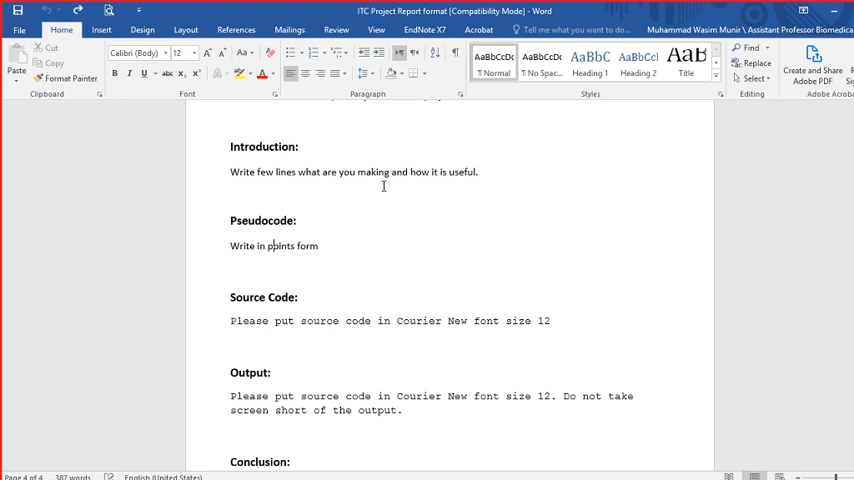 ITC Project Report format [Compatibility Mode] - Word
File Home Insert Design Layout References Mailings Review View EndNote X7 Acrobat Tell me what you want to do... Muhammad Wasim Munir \ Assistant Professor Biomedica
Paste
Cut
Copy
Format Painter
Clipboard
Calibri (Body) 12
Font
Paragraph
AaBbCcDc AaBbCcDc AaBbC AaBbCcI AaB
¶ Normal ¶ No Spac... Heading 1 Heading 2 Title
Styles
Find
Replace
Select
Editing
Create and Share
Adobe PDF
Adobe Acroba
Introduction:
Write few lines what are you making and how it is useful.
Pseudocode:
Write in points form
Source Code:
Please put source code in Courier New font size 12
Output:
Please put source code in Courier New font size 12. Do not take
screen short of the output.
Conclusion:
Page 4 of 4 387 words English (United States)